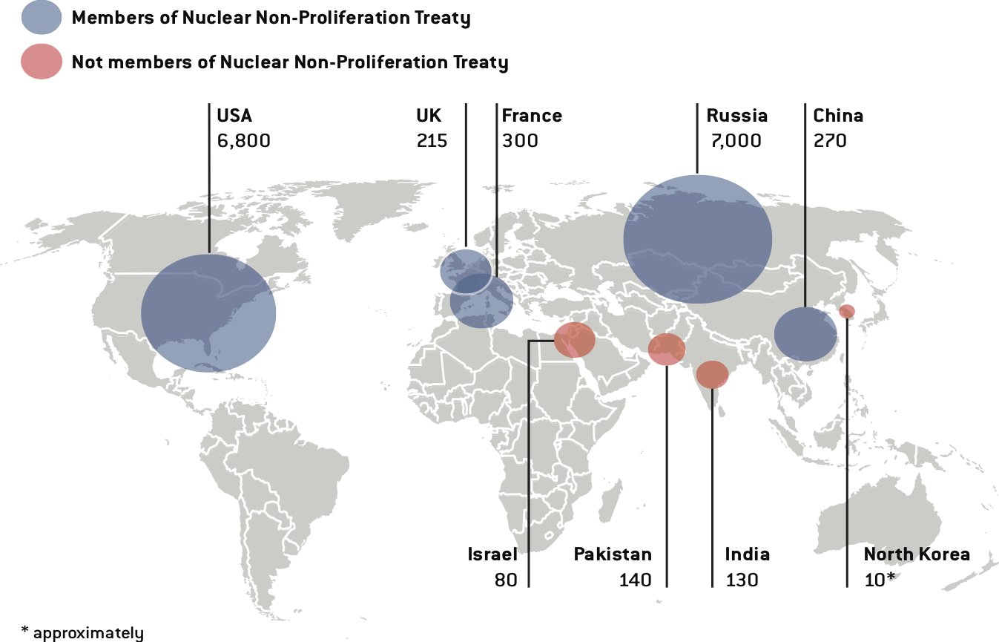 Members of Nuclear Non-Proliferation Treaty
Not members of Nuclear Non-Proliferation Treaty
USA
6,800
UK
215
France
300
Russia
7,000
China
270
Israel
80
Pakistan
140
India
130
North Korea
10*
* approximately